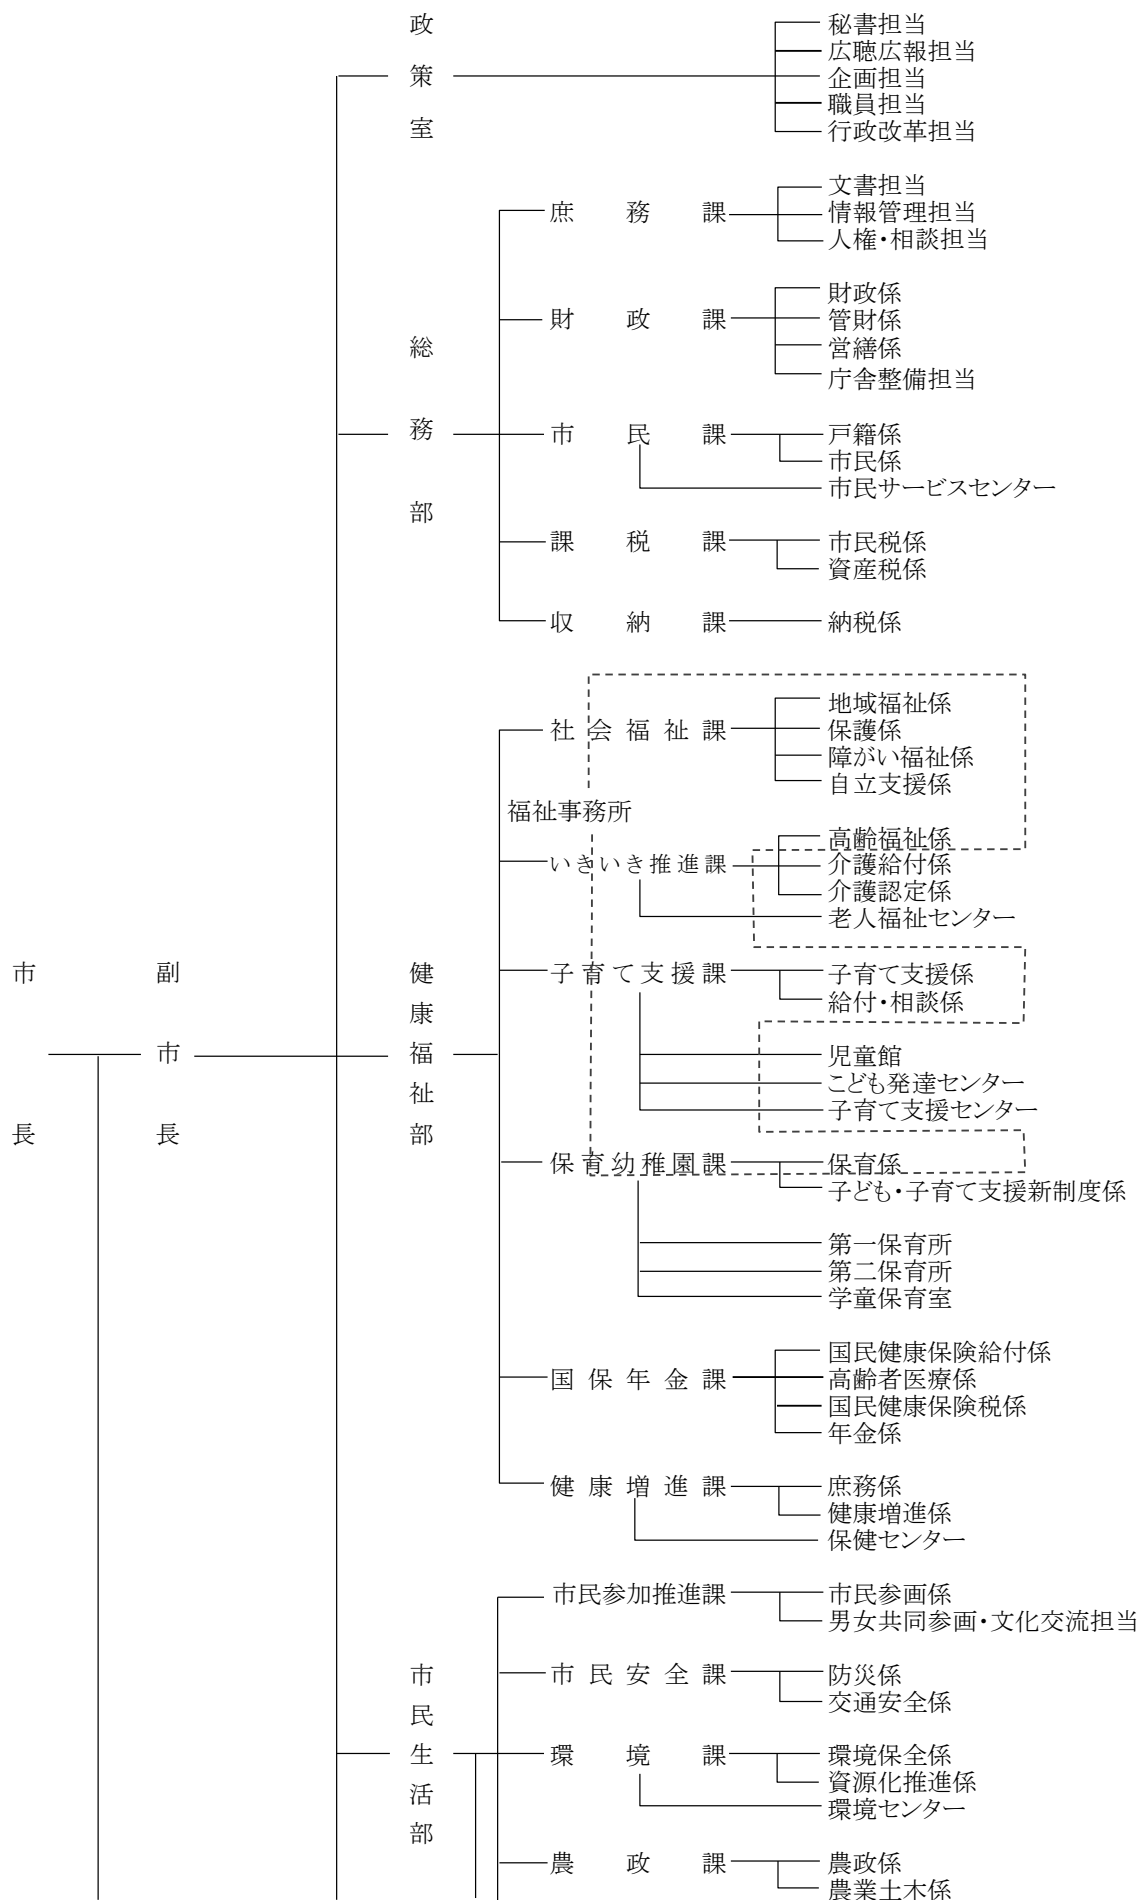 市長
副市長
政策室
秘書担当
広聴広報担当
企画担当
職員担当
行政改革担当
総務部
庶務課
文書担当
情報管理担当
人権・相談担当
財政課
財政係
管財係
営繕係
庁舎整備担当
市民課
戸籍係
市民係
市民サービスセンター
課税課
市民税係
資産税係
収納課
納税係
健康福祉部
福祉事務所
社会福祉課
地域福祉係
保護係
障がい福祉係
自立支援係
いきいき推進課
高齢福祉係
介護給付係
介護認定係
老人福祉センター
子育て支援課
子育て支援係
給付・相談係
児童館
こども発達センター
子育て支援センター
保育幼稚園課
保育係
子ども・子育て支援新制度係
第一保育所
第二保育所
学童保育室
国保年金課
国民健康保険給付係
高齢者医療係
国民健康保険税係
年金係
健康増進課
庶務係
健康増進係
保健センター
市民生活部
市民参加推進課
市民参画係
男女共同参画・文化交流担当
市民安全課
防災係
交通安全係
環境課
環境保全係
資源化推進係
環境センター
農政課
農政係
農業土木係